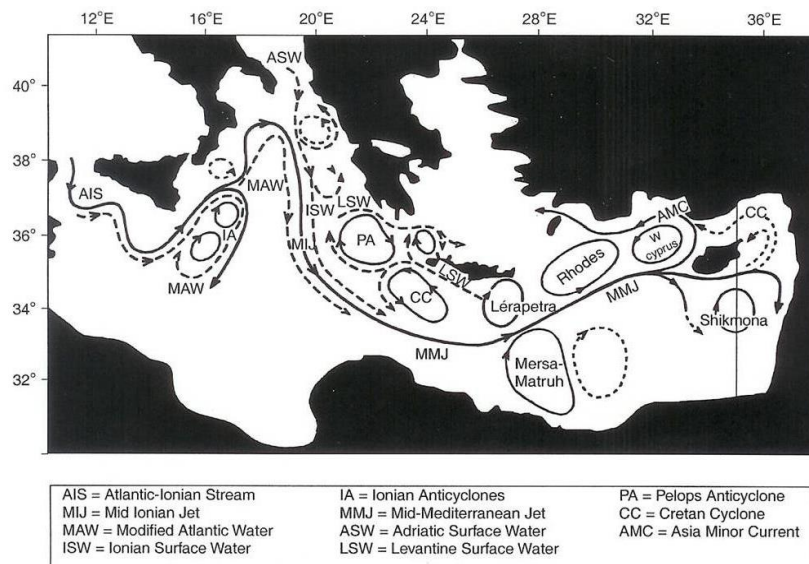 12°E 16°E 20°E 24°E 28°E 32°E 36°E
40°
38°
36°
34°
32°
ASW
AIS
MAW
IA
MAW
ISW
LSW
MIJ
PA
LSW
CC
MMJ
Lérapetra
Mersa-
Matruh
Rhodes
W
cyprus
AMC
CC
MMJ
Shikmona
AIS = Atlantic-Ionian Stream
MIJ = Mid Ionian Jet
MAW = Modified Atlantic Water
ISW = Ionian Surface Water
IA = Ionian Anticyclones
MMJ = Mid-Mediterranean Jet
ASW = Adriatic Surface Water
LSW = Levantine Surface Water
PA = Pelops Anticyclone
CC = Cretan Cyclone
AMC = Asia Minor Current